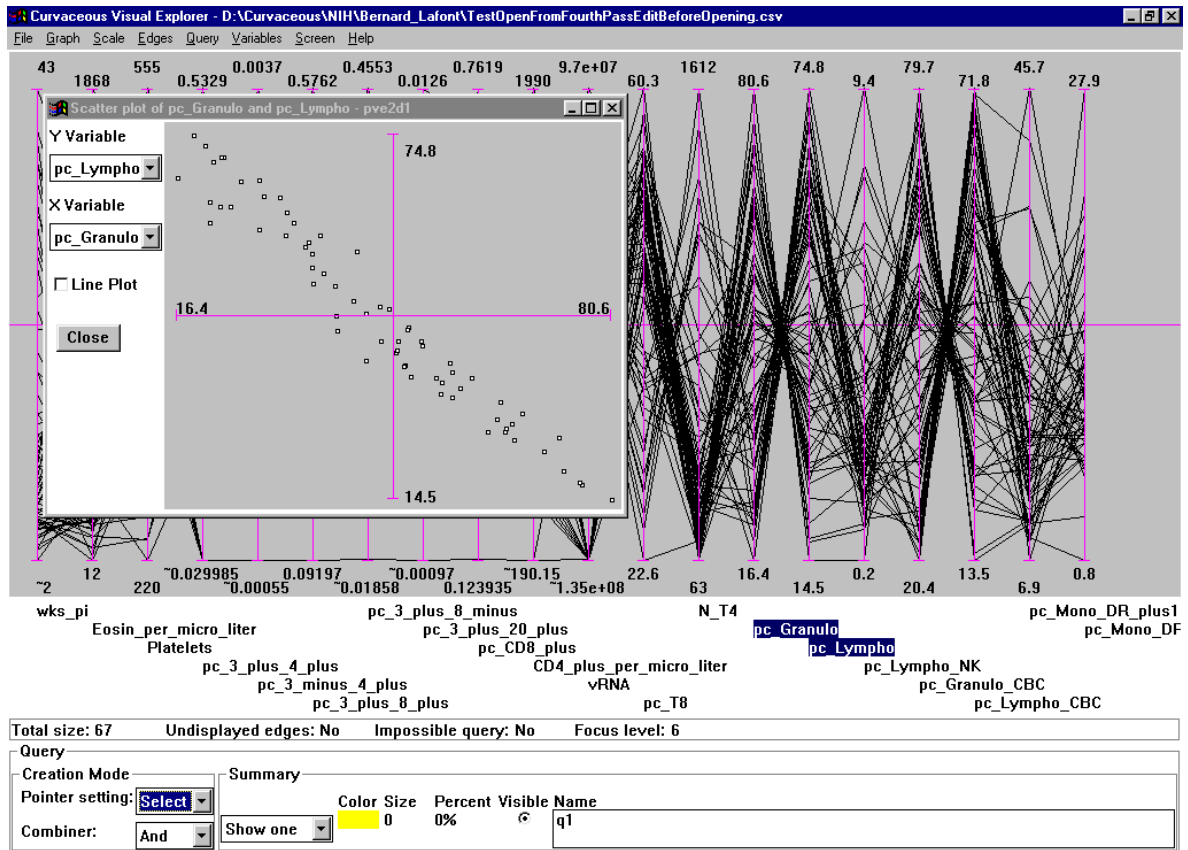 Curvaceous Visual Explorer - D:\Curvaceous\NIH\Bernard_Lafont\TestOpenFromFourthPassEditBeforeOpening.csv
File Graph Scale Edges Query Variables Screen Help
43 555 0.0037 0.4553 0.7619 9.7e+07 1612 74.8 79.7 45.7
1868 0.5329 0.5762 0.0126 1990 60.3 80.6 9.4 71.8 27.9
Scatter plot of pc_Granulo and pc_Lympho - pve2d1
Y Variable
74.8
pc_Lympho
X Variable
pc_Granulo
Line Plot
16.4 80.6
Close
14.5
12 ~0.029985 0.09197 ~0.00097 ~190.15 22.6 16.4 0.2 13.5 0.8
~2 220 ~0.00055 ~0.01858 0.123935 ~1.35e+08 63 14.5 20.4 6.9
wks_pi pc_3_plus_8_minus N_T4 pc_Mono_DR_plus1
Eosin_per_micro_liter pc_3_plus_20_plus pc_Granulo pc_Mono_DF
Platelets pc_CD8_plus pc_Lympho
pc_3_plus_4_plus CD4_plus_per_micro_liter pc_Lympho_NK
pc_3_minus_4_plus vRNA pc_Granulo_CBC
pc_3_plus_8_plus pc_T8 pc_Lympho_CBC
Total size: 67 Undisplayed edges: No Impossible query: No Focus level: 6
Query
Creation Mode Summary
Pointer setting: Select Color Size Percent Visible Name
0 0% q1
Combiner: And Show one